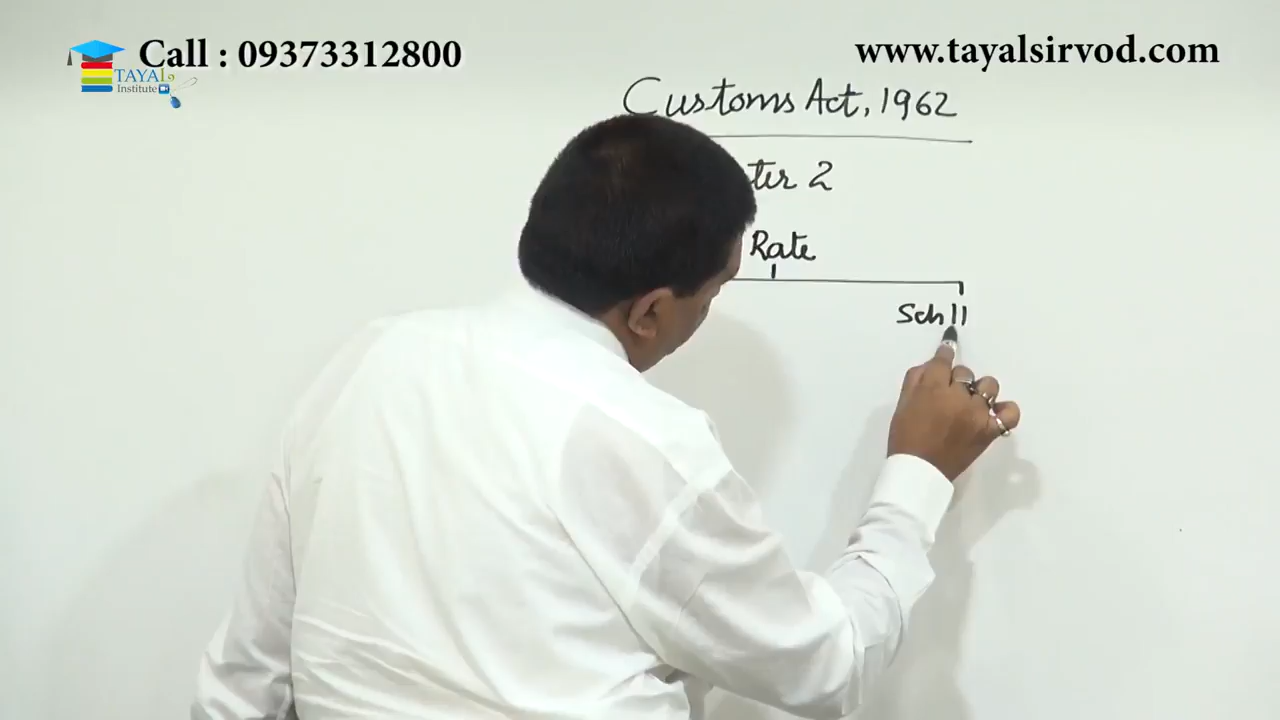 Call : 09373312800
www.tayalsirvod.com
TAYAL
Institute
Customs Act, 1962
ter 2
Rate
Sch II